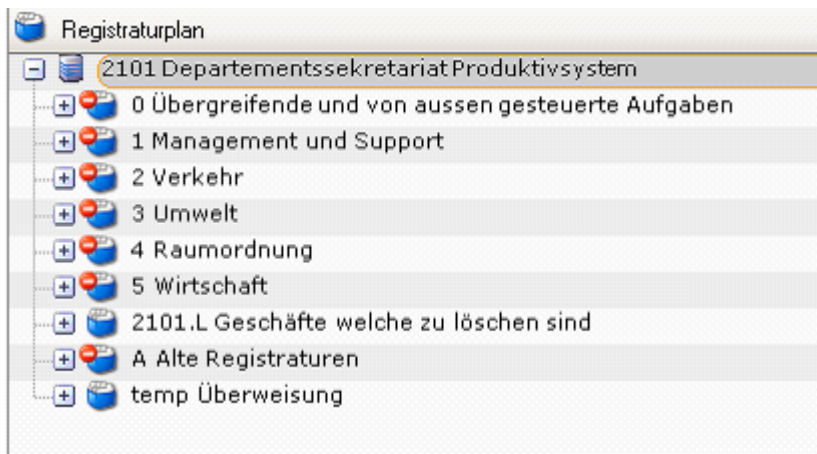 Registraturplan
2101 Departementssekretariat Produktivsystem
0 Übergreifende und von aussen gesteuerte Aufgaben
1 Management und Support
2 Verkehr
3 Umwelt
4 Raumordnung
5 Wirtschaft
2101.L Geschäfte welche zu löschen sind
A Alte Registraturen
temp Überweisung